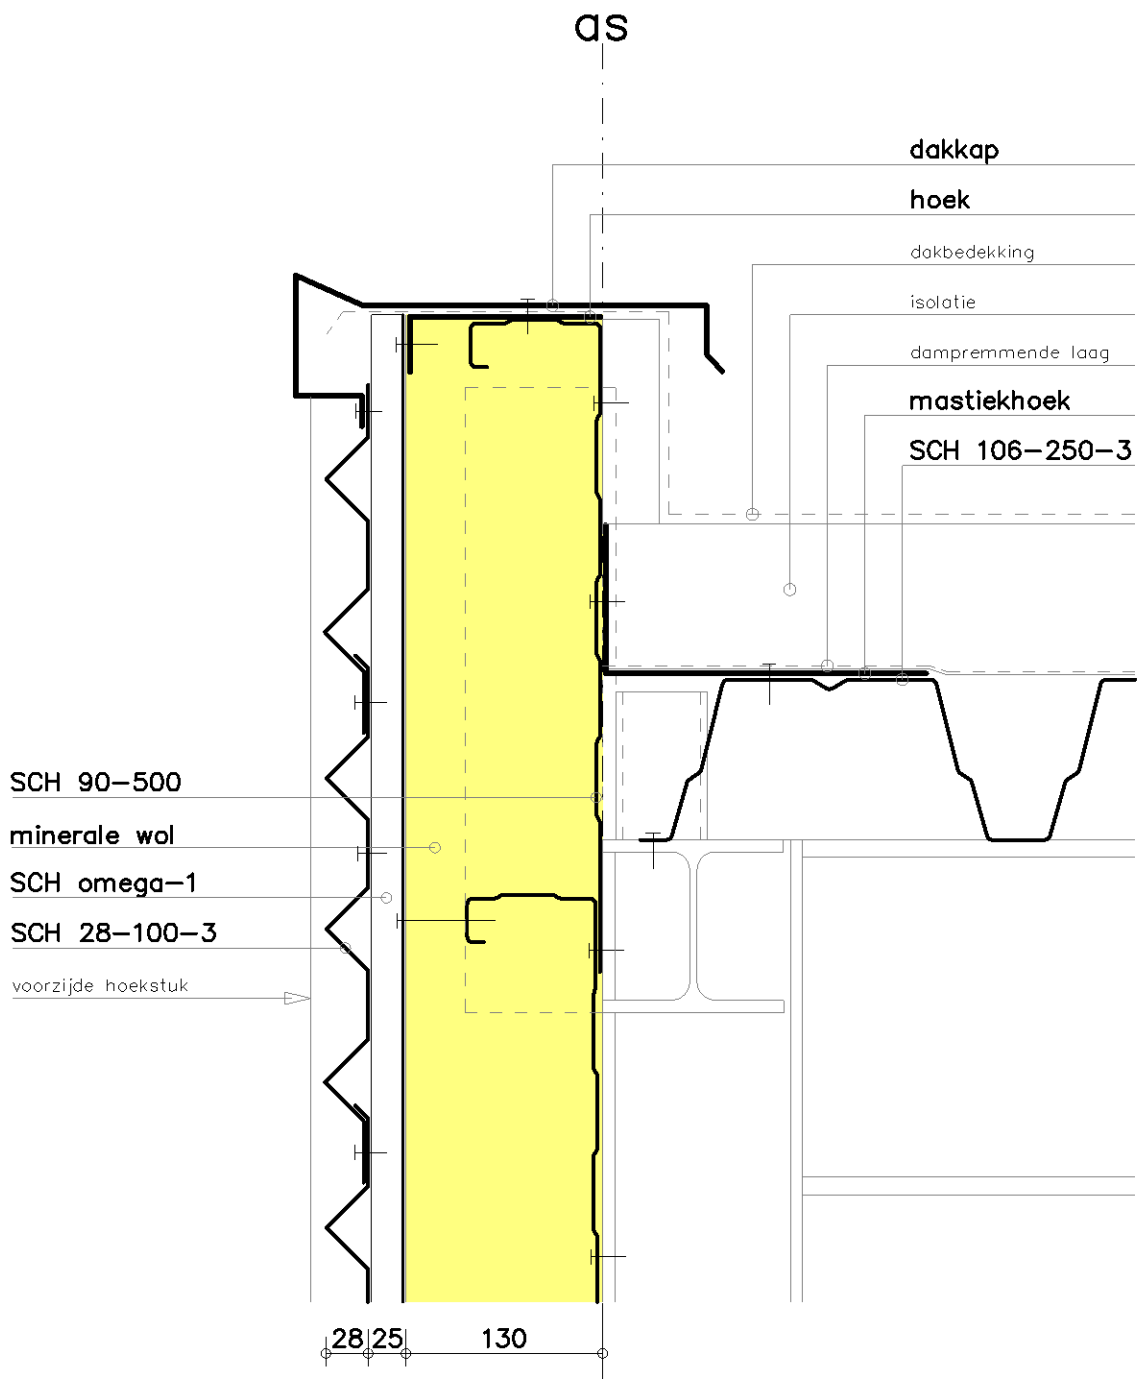 as
dakkap
hoek
dakbedekking
isolatie
dampremmende laag
mastiekhoek
SCH 106-250-3
SCH 90-500
minerale wol
SCH omega-1
SCH 28-100-3
voorzijde hoekstuk
28 25 130